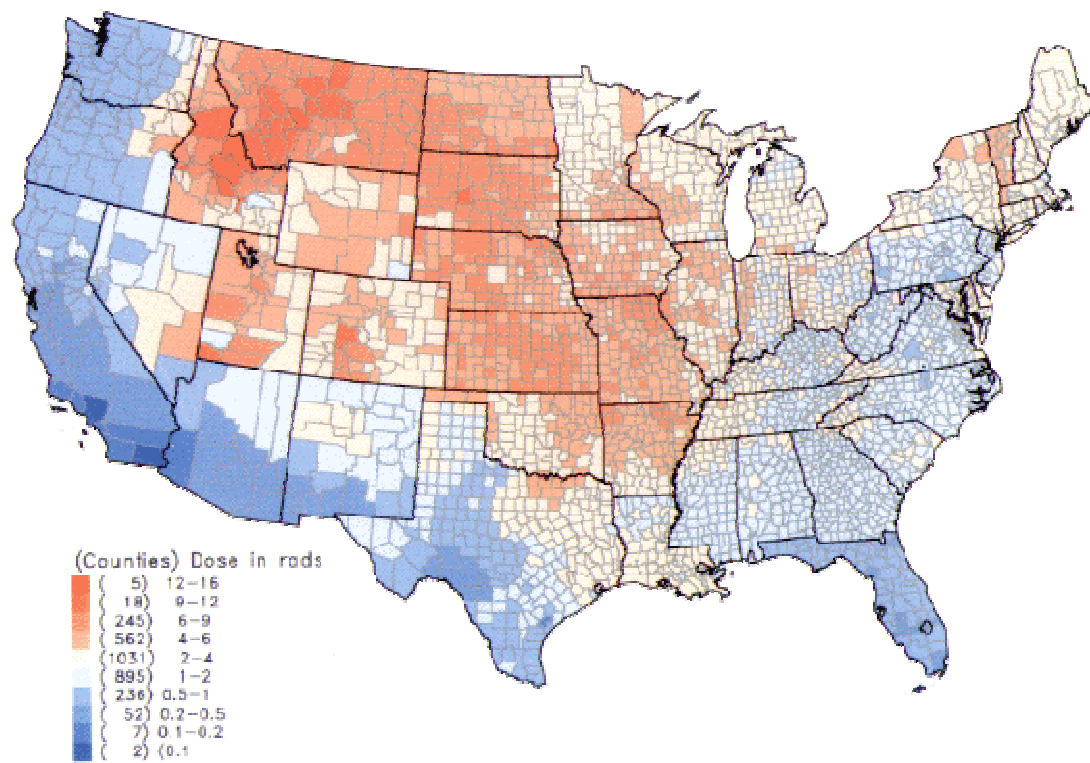 (Counties) Dose in rads
( 5) 12-16
( 18) 9-12
( 245) 6-9
( 562) 4-6
(1031) 2-4
( 895) 1-2
( 236) 0.5-1
( 52) 0.2-0.5
( 7) 0.1-0.2
( 2) <0.1